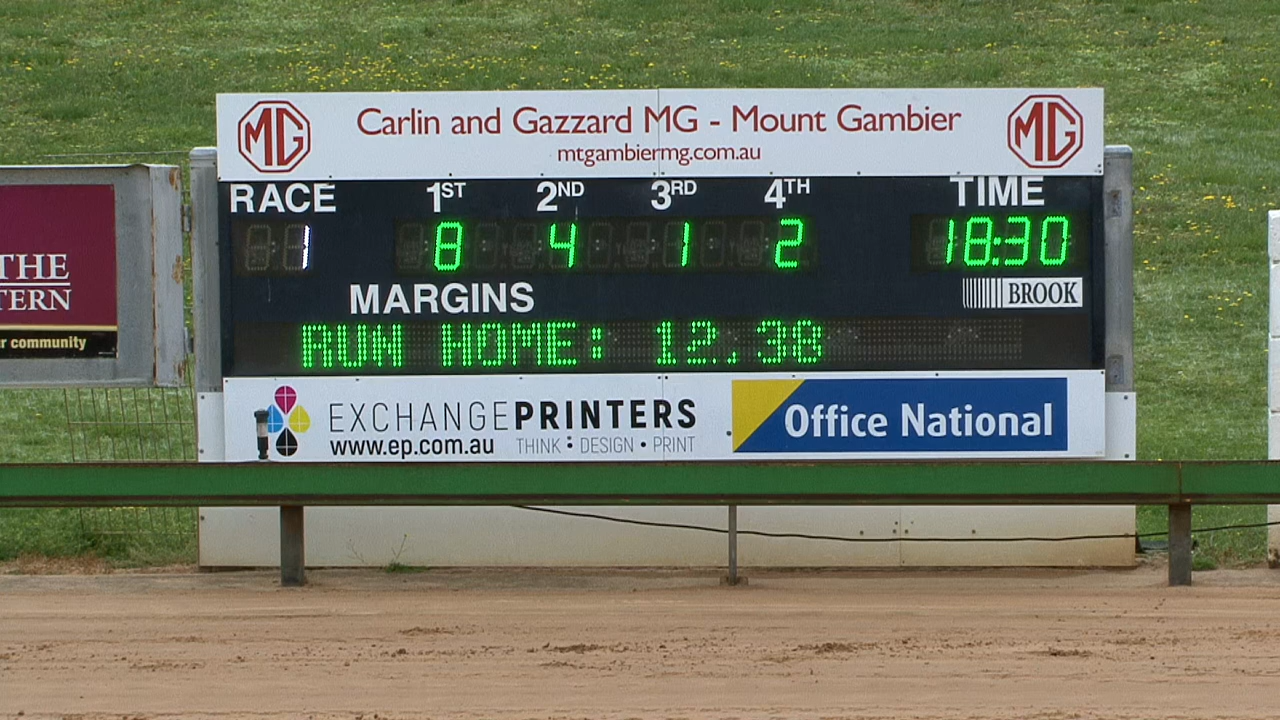 MG Carlin and Gazzard MG - Mount Gambier MG
mtgambiermg.com.au
RACE 1ST 2ND 3RD 4TH TIME
1 8 4 1 2 18:30
MARGINS BROOK
RUN HOME: 12.38
EXCHANGEPRINTERS
www.ep.com.au THINK : DESIGN • PRINT
Office National
THE
TERN
r community